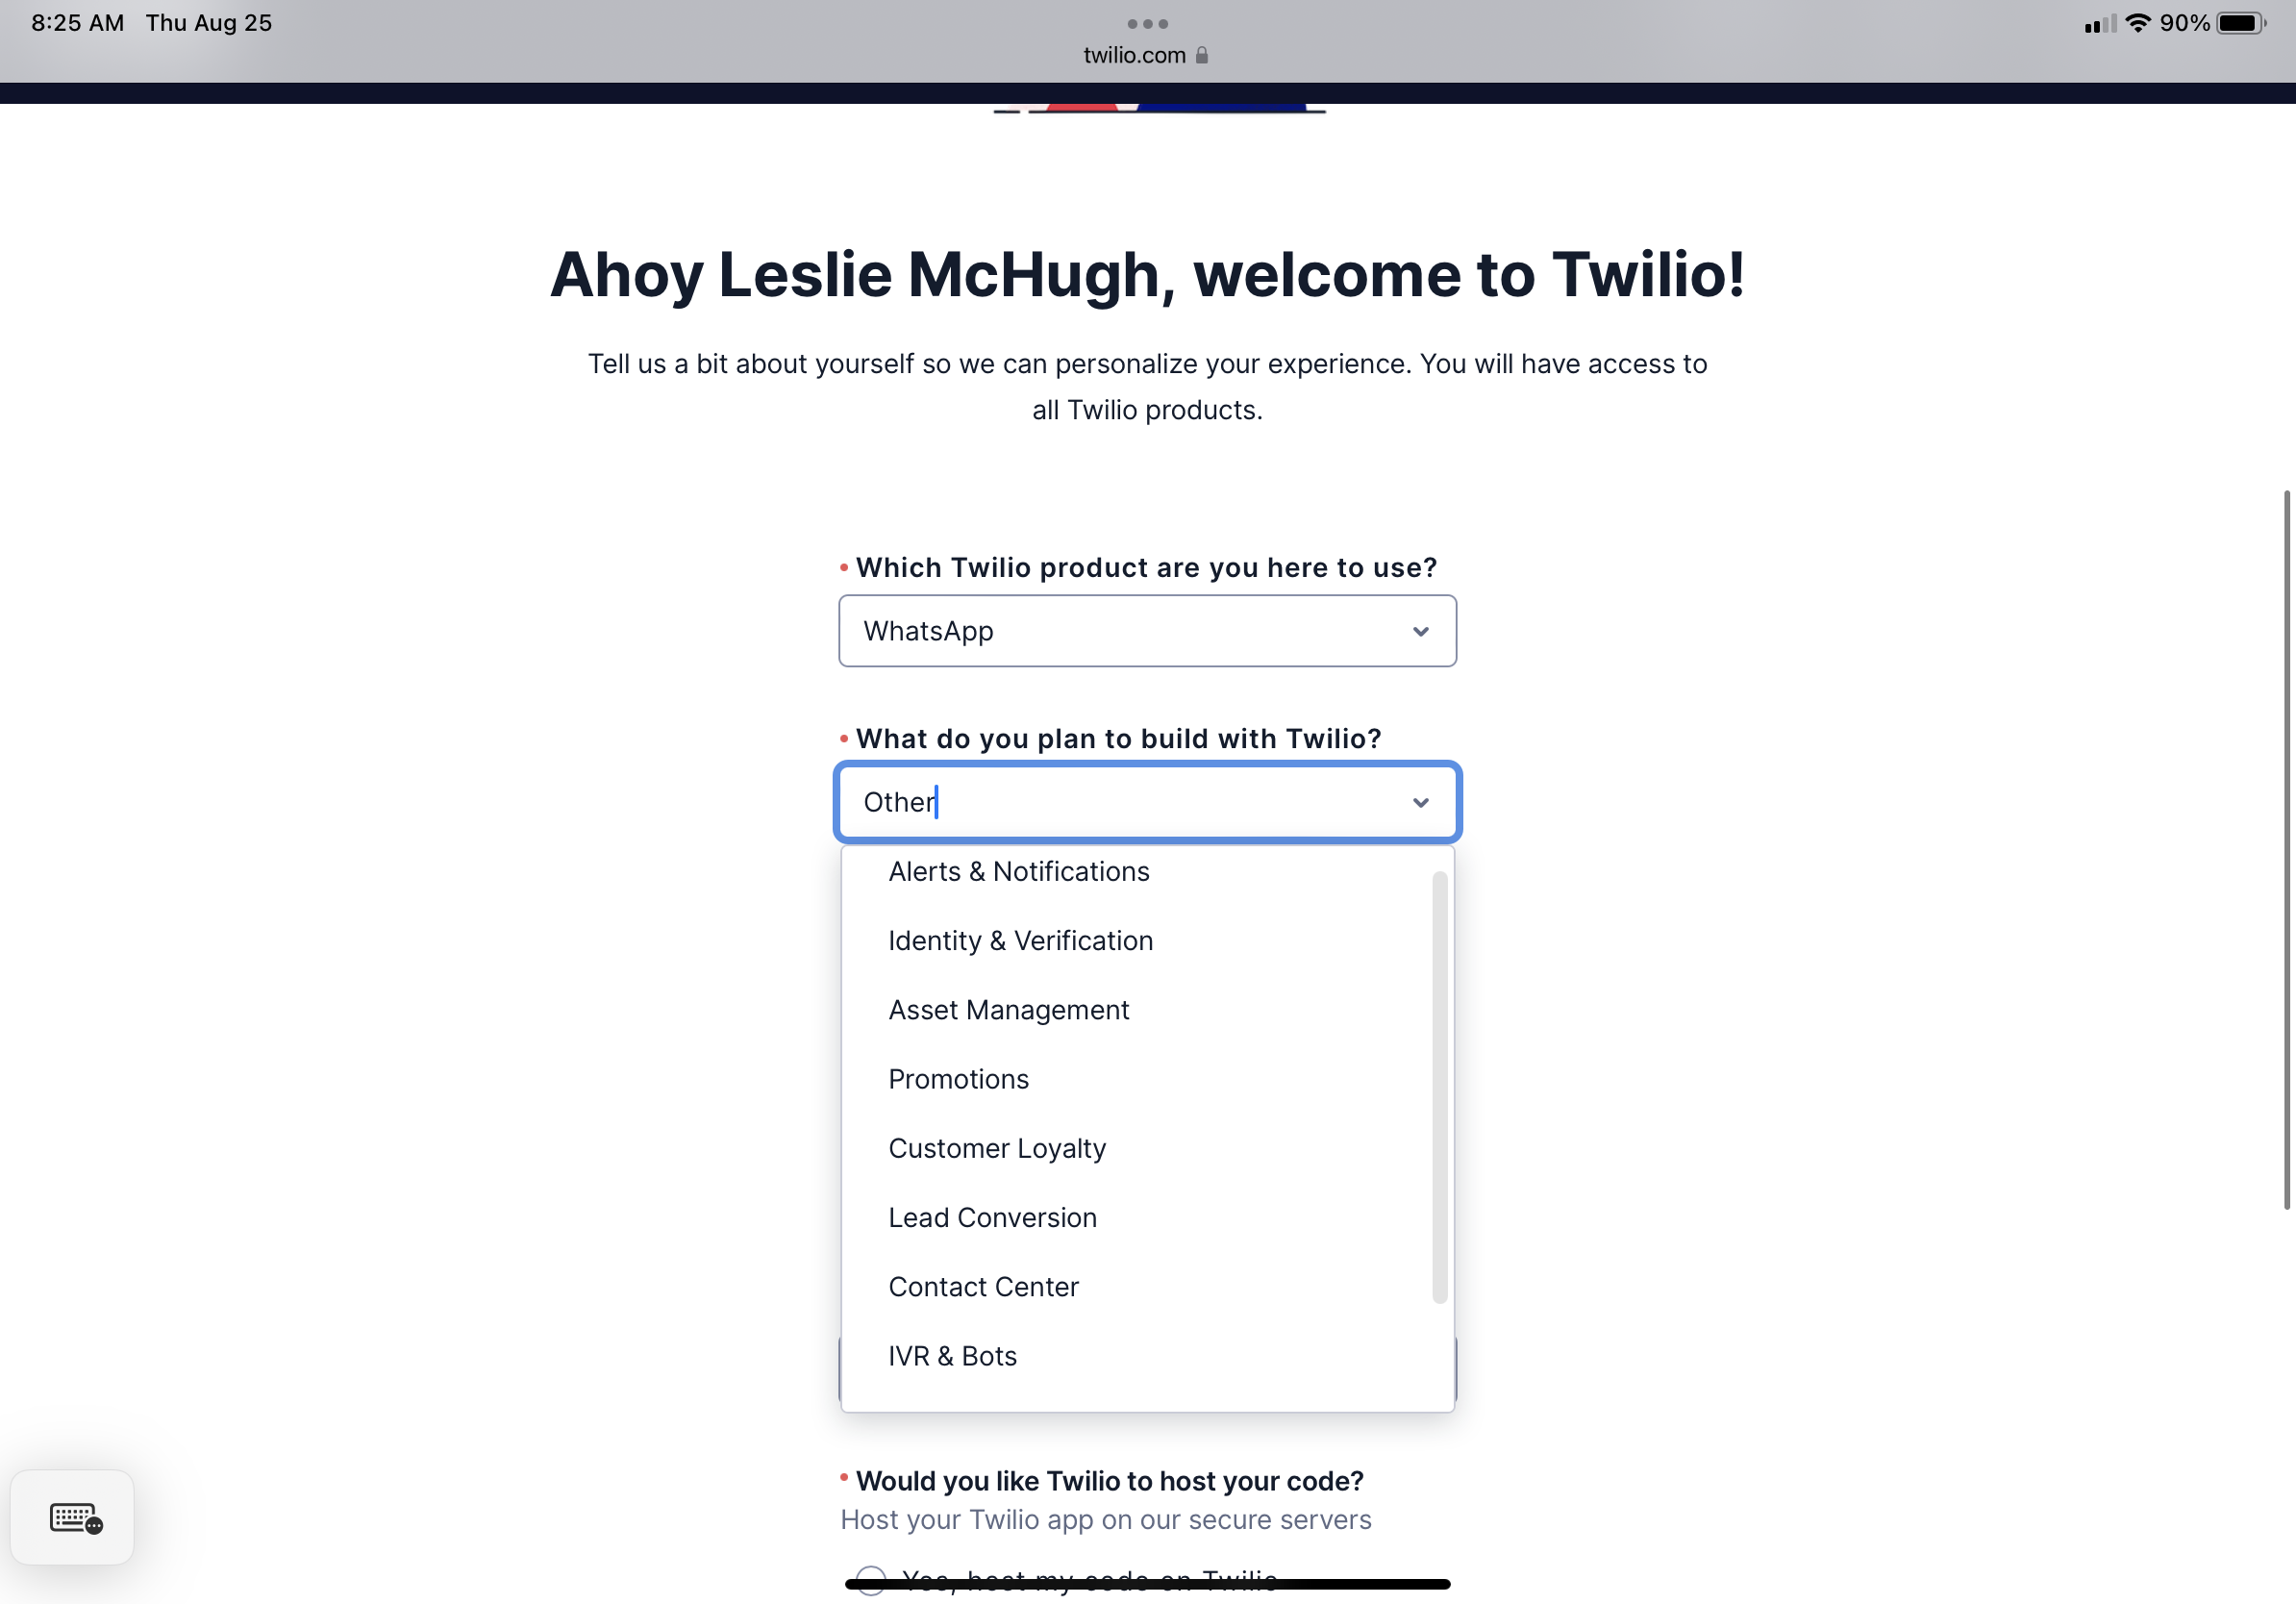 8:25 AM Thu Aug 25
90%
twilio.com
Ahoy Leslie McHugh, welcome to Twilio!
Tell us a bit about yourself so we can personalize your experience. You will have access to
all Twilio products.
Which Twilio product are you here to use?
WhatsApp
What do you plan to build with Twilio?
Other
Alerts & Notifications
Identity & Verification
Asset Management
Promotions
Customer Loyalty
Lead Conversion
Contact Center
IVR & Bots
Would you like Twilio to host your code?
Host your Twilio app on our secure servers
Yes, host my code on Twilio